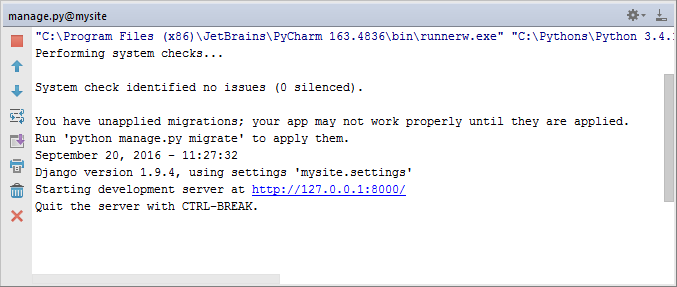 manage.py@mysite
"C:\Program Files (x86)\JetBrains\PyCharm 163.4836\bin\runnerw.exe" "C:\Pythons\Python 3.4.
Performing system checks...
System check identified no issues (0 silenced).
You have unapplied migrations; your app may not work properly until they are applied.
Run 'python manage.py migrate' to apply them.
September 20, 2016 - 11:27:32
Django version 1.9.4, using settings 'mysite.settings'
Starting development server at http://127.0.0.1:8000/
Quit the server with CTRL-BREAK.